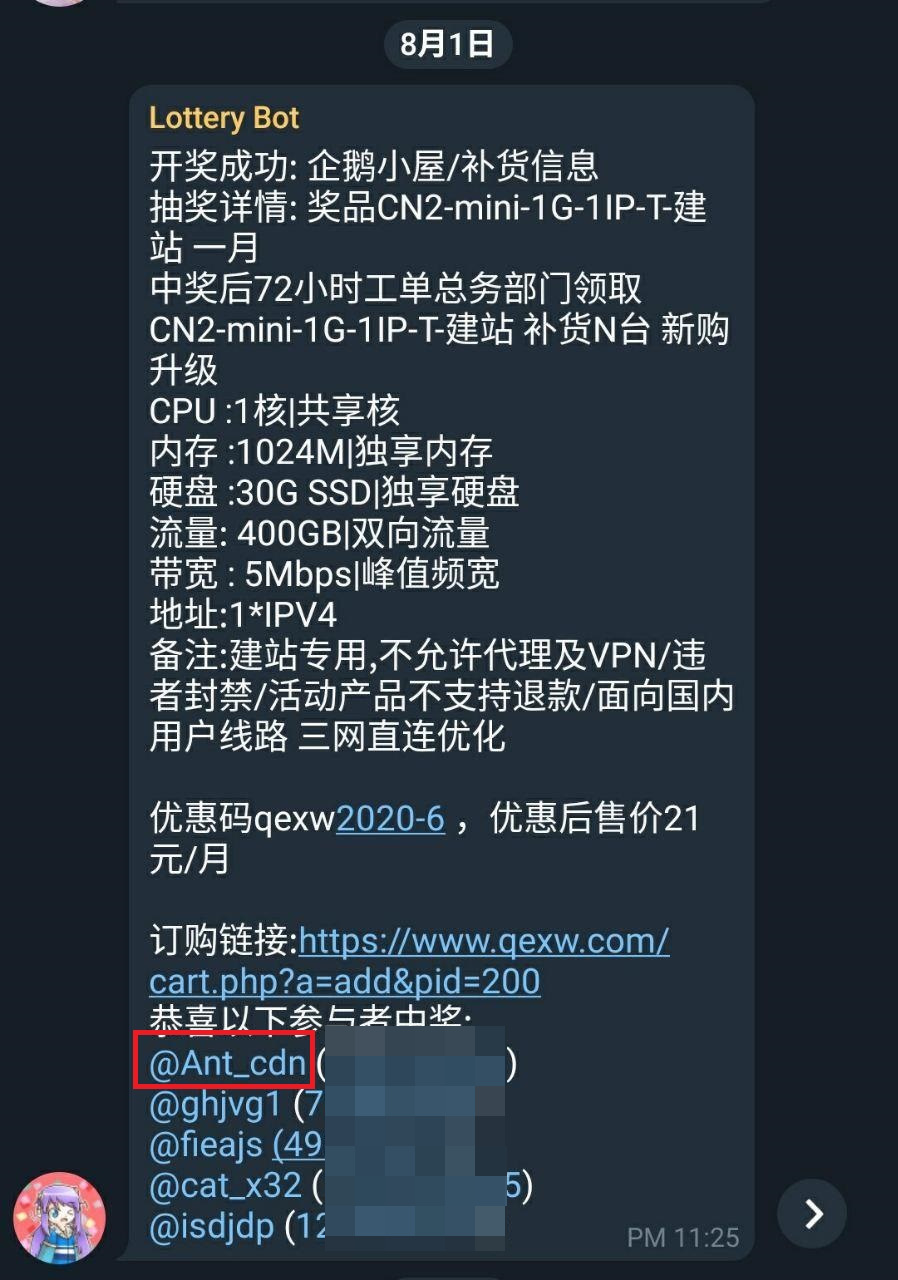 8月1日
Lottery Bot
开奖成功: 企鹅小屋/补货信息
抽奖详情: 奖品CN2-mini-1G-1IP-T-建
站 一月
中奖后72小时工单总务部门领取
CN2-mini-1G-1IP-T-建站 补货N台 新购
升级
CPU :1核|共享核
内存 :1024M|独享内存
硬盘 :30G SSD|独享硬盘
流量: 400GB|双向流量
带宽 : 5Mbps|峰值频宽
地址:1*IPV4
备注:建站专用,不允许代理及VPN/违
者封禁/活动产品不支持退款/面向国内
用户线路 三网直连优化
优惠码qexw2020-6 ，优惠后售价21
元/月
订购链接:https://www.qexw.com/
cart.php?a=add&pid=200
恭喜以下参与者中奖:
@Ant_cdn ( )
@ghjvg1 (7
@fieajs (49
@cat_x32 ( 5)
@isdjdp (12
PM 11:25